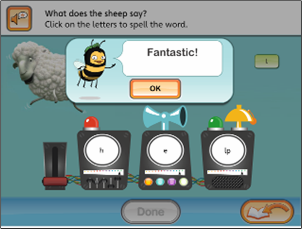 What does the sheep say?
Click on the letters to spell the word.
Fantastic!
OK
h
e
lp
Done